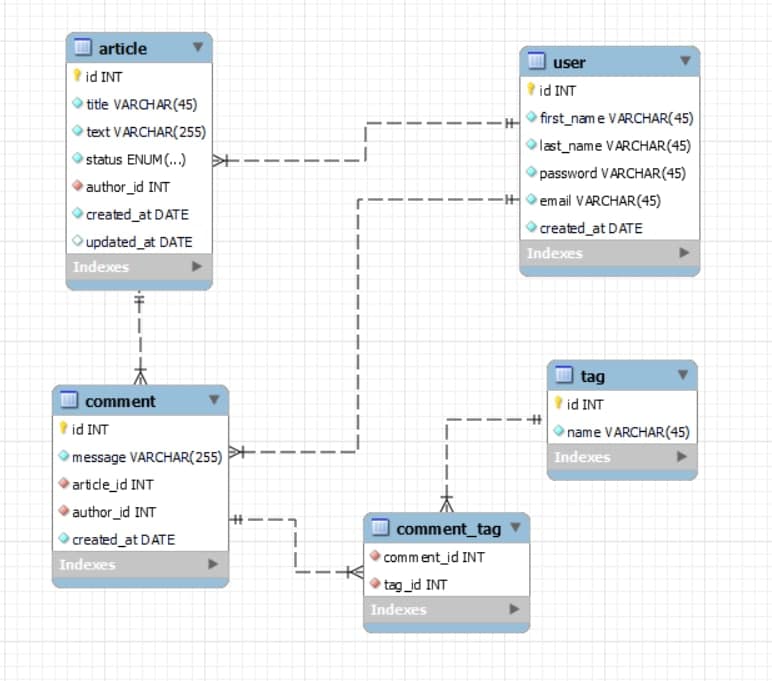 article
id INT
title VARCHAR(45)
text VARCHAR(255)
status ENUM(...)
author_id INT
created_at DATE
updated_at DATE
Indexes
user
id INT
first_name VARCHAR(45)
last_name VARCHAR(45)
password VARCHAR(45)
email VARCHAR(45)
created_at DATE
Indexes
comment
id INT
message VARCHAR(255)
article_id INT
author_id INT
created_at DATE
Indexes
tag
id INT
name VARCHAR(45)
Indexes
comment_tag
comment_id INT
tag_id INT
Indexes